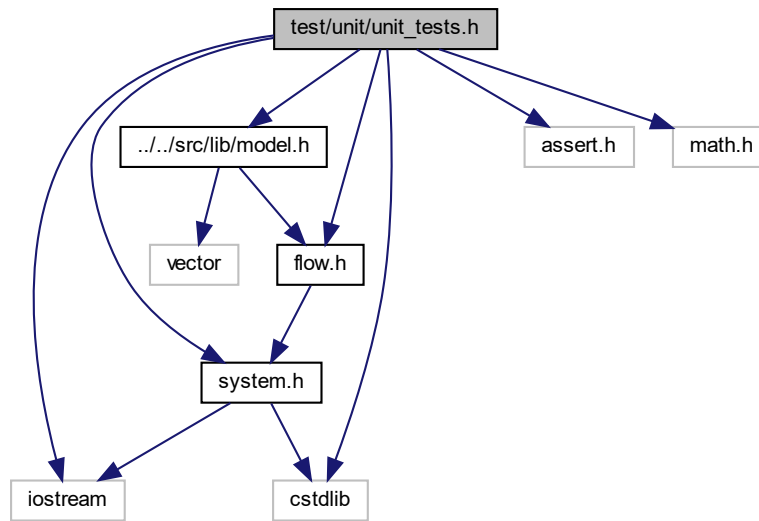 test/unit/unit_tests.h
../../src/lib/model.h
assert.h
math.h
vector
flow.h
system.h
iostream
cstdlib